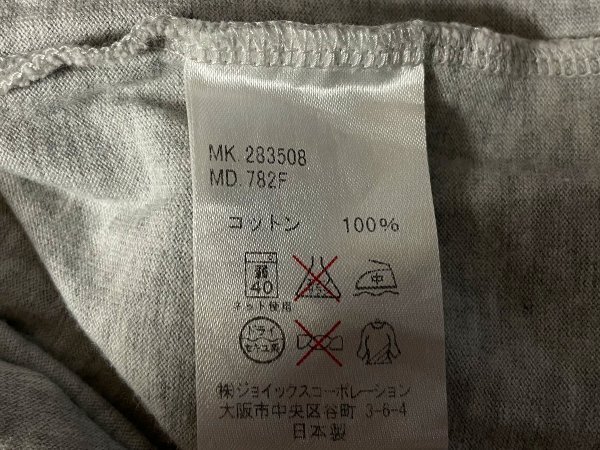 MK. 283508
MD. 782F
コットン 100%
弱 40 中
ネット使用
ドライ
セキユ系
㈱ジョイックスコーポレーション
大阪市中央区谷町 3-6-4
日本製